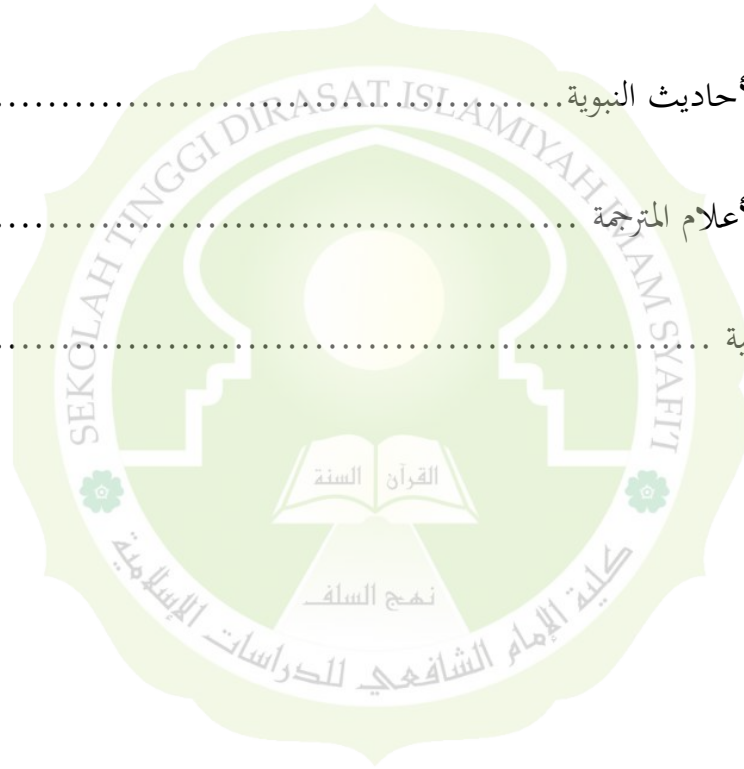 أحاديث النبوية......................................................
أعلام المترجمة ......................................................
ية ......................................................
SEKOLAH TINGGI DIRASAT ISLAMIYAH IMAM SYAFI'I
القرآن السنة
نهج السلف
كلية الإمام الشافعي للدراسات الإسلامية